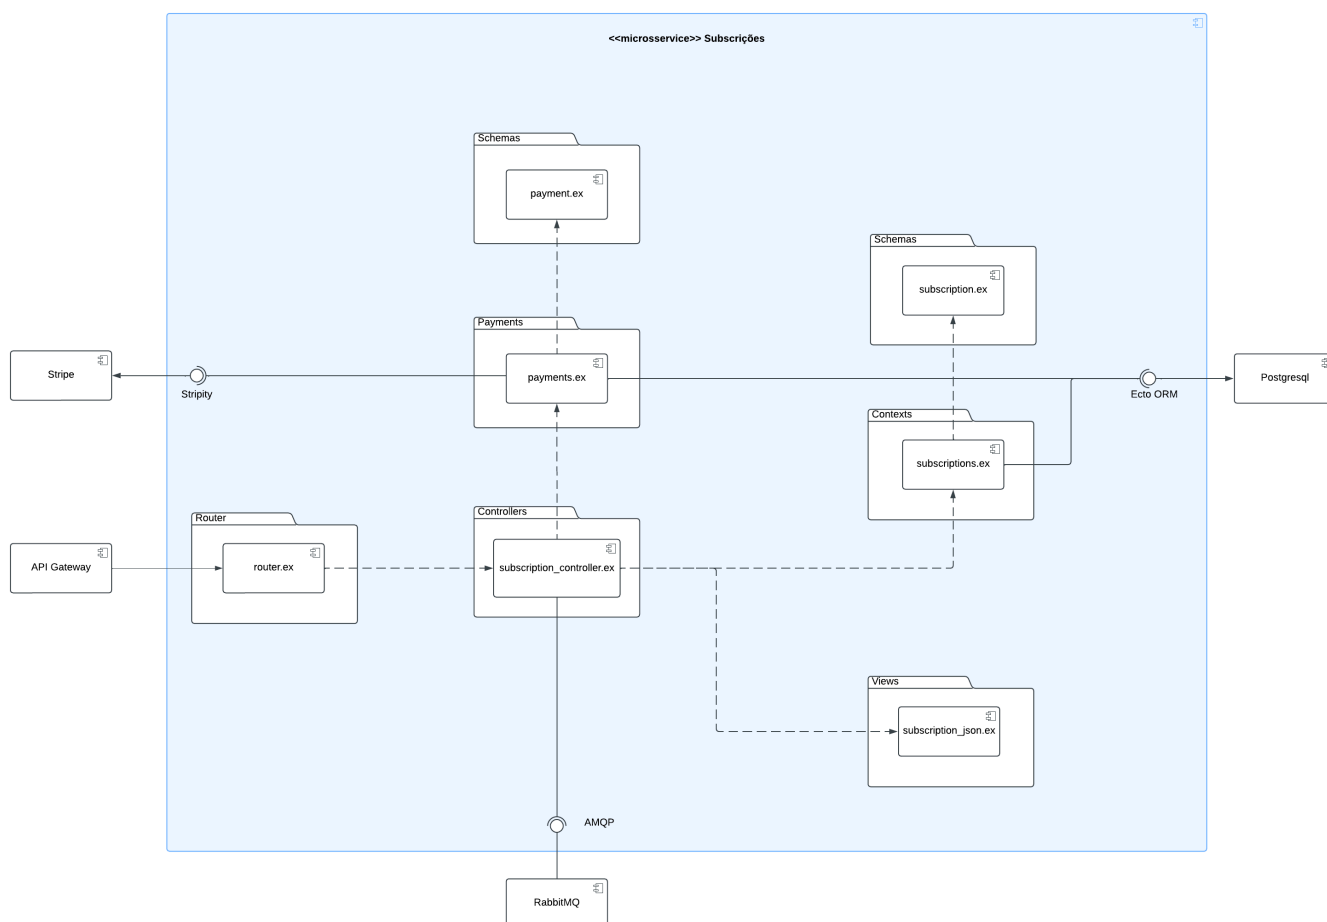 <<microsservice>> Subscrições
Schemas
payment.ex
Schemas
subscription.ex
Payments
payments.ex
Stripe
Stripity
Ecto ORM
Postgresql
Contexts
subscriptions.ex
Router
router.ex
API Gateway
Controllers
subscription_controller.ex
Views
subscription_json.ex
AMQP
RabbitMQ